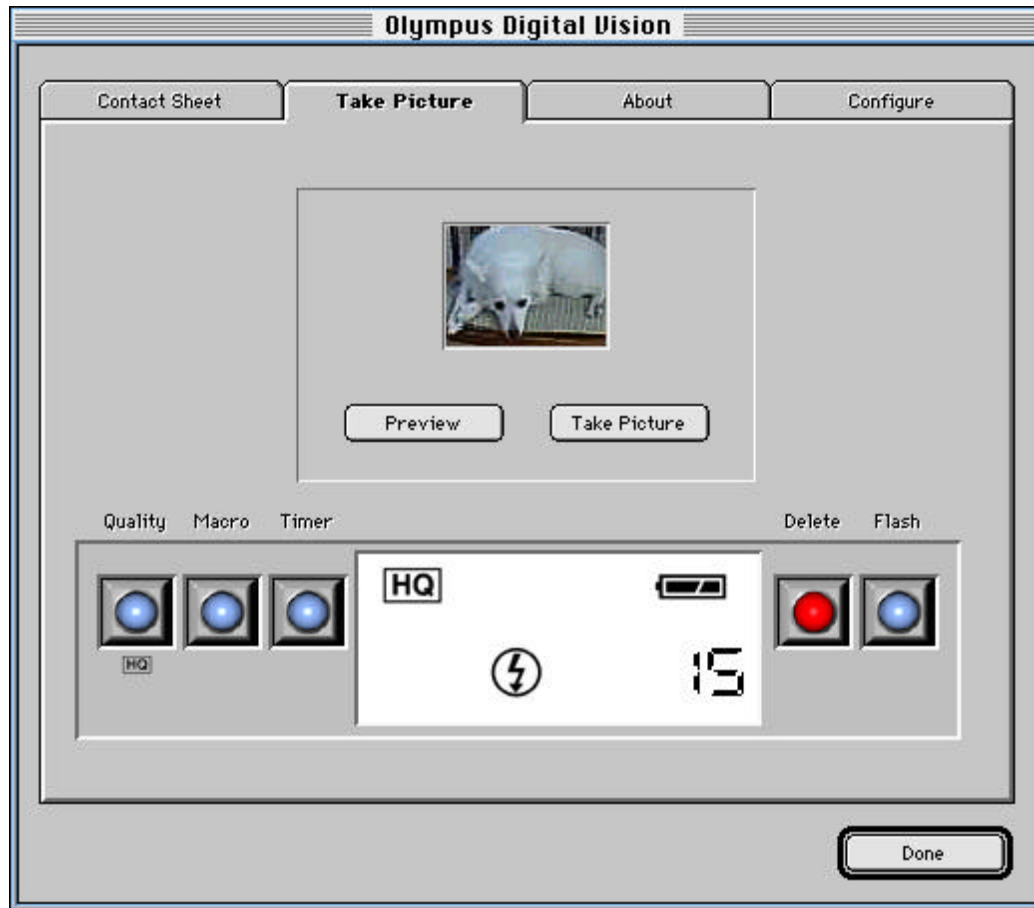 Olympus Digital Vision
Contact Sheet Take Picture About Configure
Preview Take Picture
Quality Macro Timer Delete Flash
HQ
15
HQ
Done